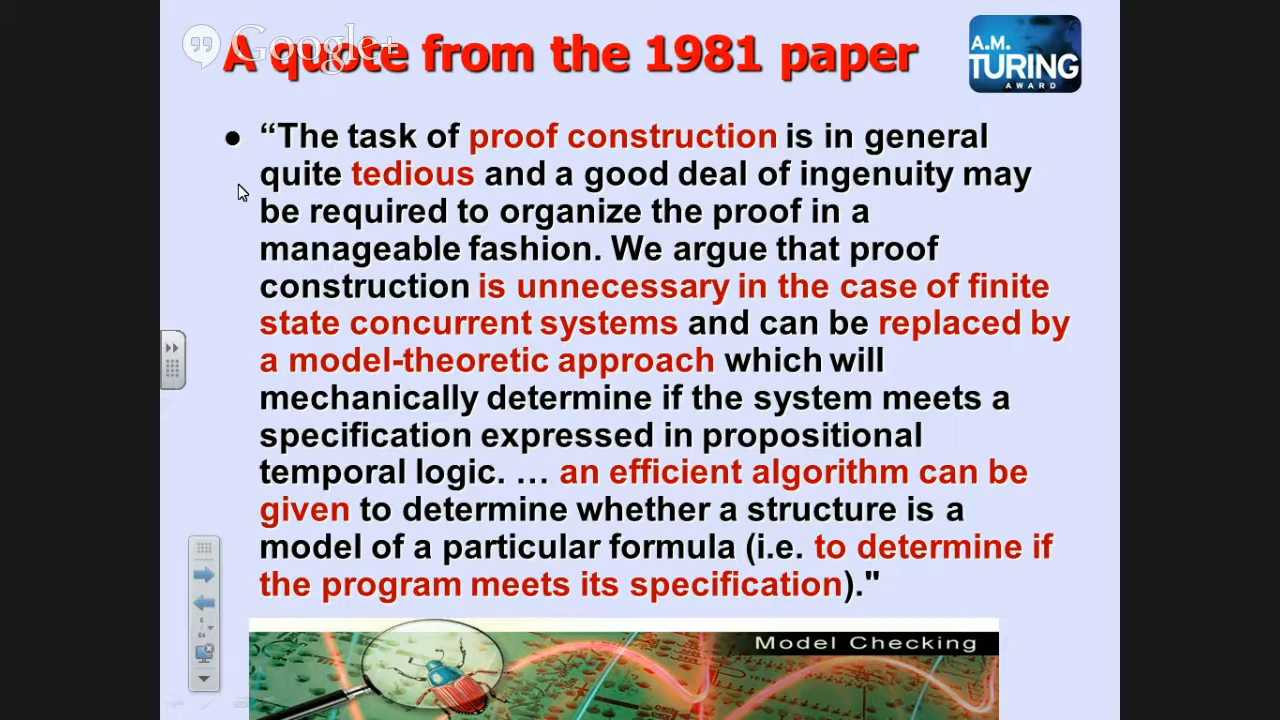 Google+
A quote from the 1981 paper
A.M.
TURING
AWARD
● “The task of proof construction is in general
quite tedious and a good deal of ingenuity may
be required to organize the proof in a
manageable fashion. We argue that proof
construction is unnecessary in the case of finite
state concurrent systems and can be replaced by
a model-theoretic approach which will
mechanically determine if the system meets a
specification expressed in propositional
temporal logic. … an efficient algorithm can be
given to determine whether a structure is a
model of a particular formula (i.e. to determine if
the program meets its specification)."
6
/
64
Model Checking